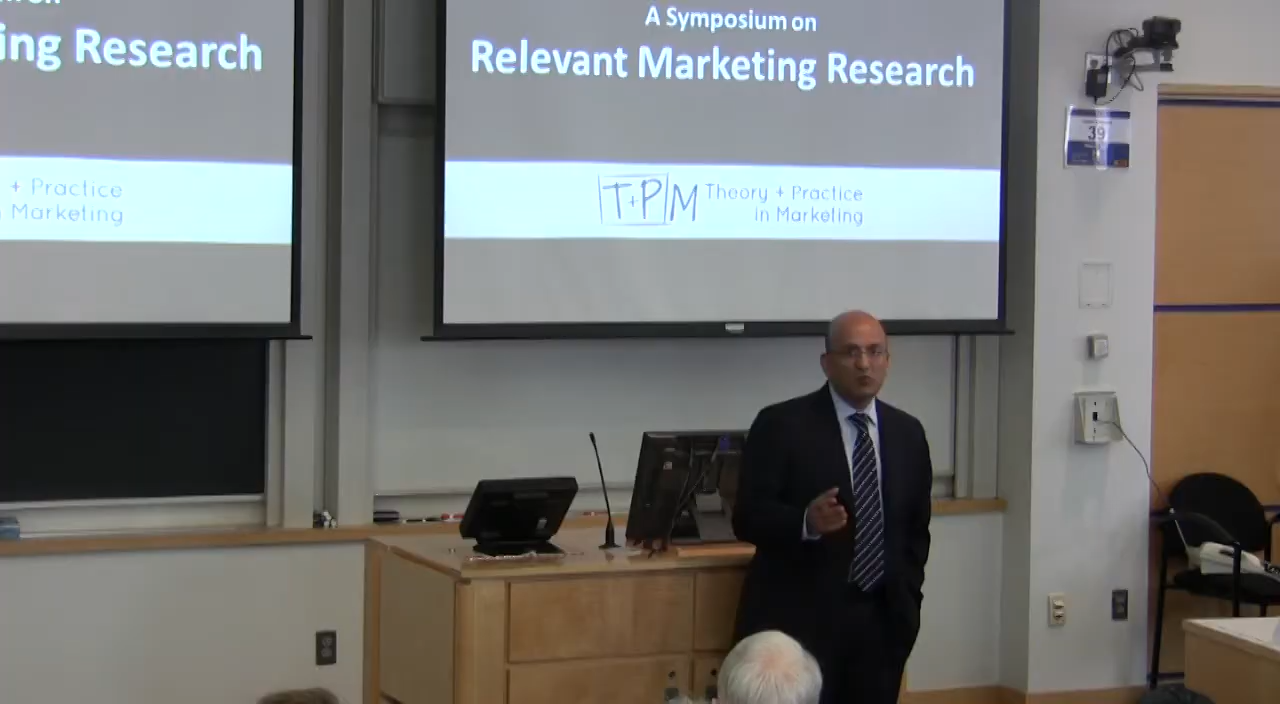 ing Research
+ Practice
Marketing
A Symposium on
Relevant Marketing Research
T+PM Theory + Practice
in Marketing
39